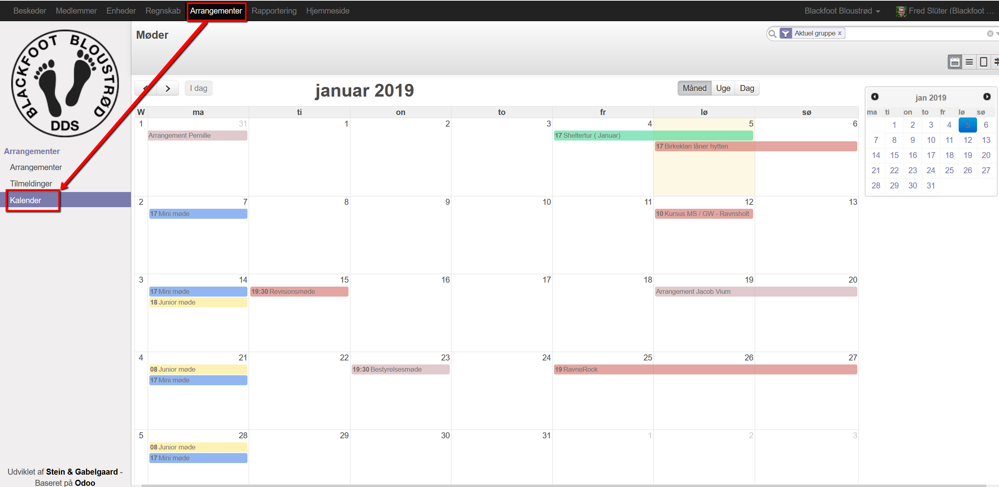 Beskeder Medlemmer Enheder Regnskab Arrangementer Rapportering Hjemmeside Blackfoot Bloustrød Fred Slüter (Blackfoot ...
BLACKFOOT BLOUSTRØD
DDS
Arrangementer
Arrangementer
Tilmeldinger
Kalender
Udviklet af Stein & Gabelgaard -
Baseret på Odoo
Møder
Aktuel gruppe x
I dag
januar 2019
Måned Uge Dag
W ma ti on to fr lø sø
1 31 1 2 3 4 5 6
Arrangement Pernille
17 Sheltertur ( Januar)
17 Birkeklan låner hytten
2 7 8 9 10 11 12 13
17 Mini møde
10 Kursus MS / GW - Ravnsholt
3 14 15 16 17 18 19 20
17 Mini møde
19:30 Revisionsmøde
Arrangement Jacob Vium
18 Junior møde
4 21 22 23 24 25 26 27
08 Junior møde
19:30 Bestyrelsesmøde
19 RavneRock
17 Mini møde
5 28 29 30 31 1 2 3
08 Junior møde
17 Mini møde
jan 2019
ma ti on to fr lø sø
1 2 3 4 5 6
7 8 9 10 11 12 13
14 15 16 17 18 19 20
21 22 23 24 25 26 27
28 29 30 31